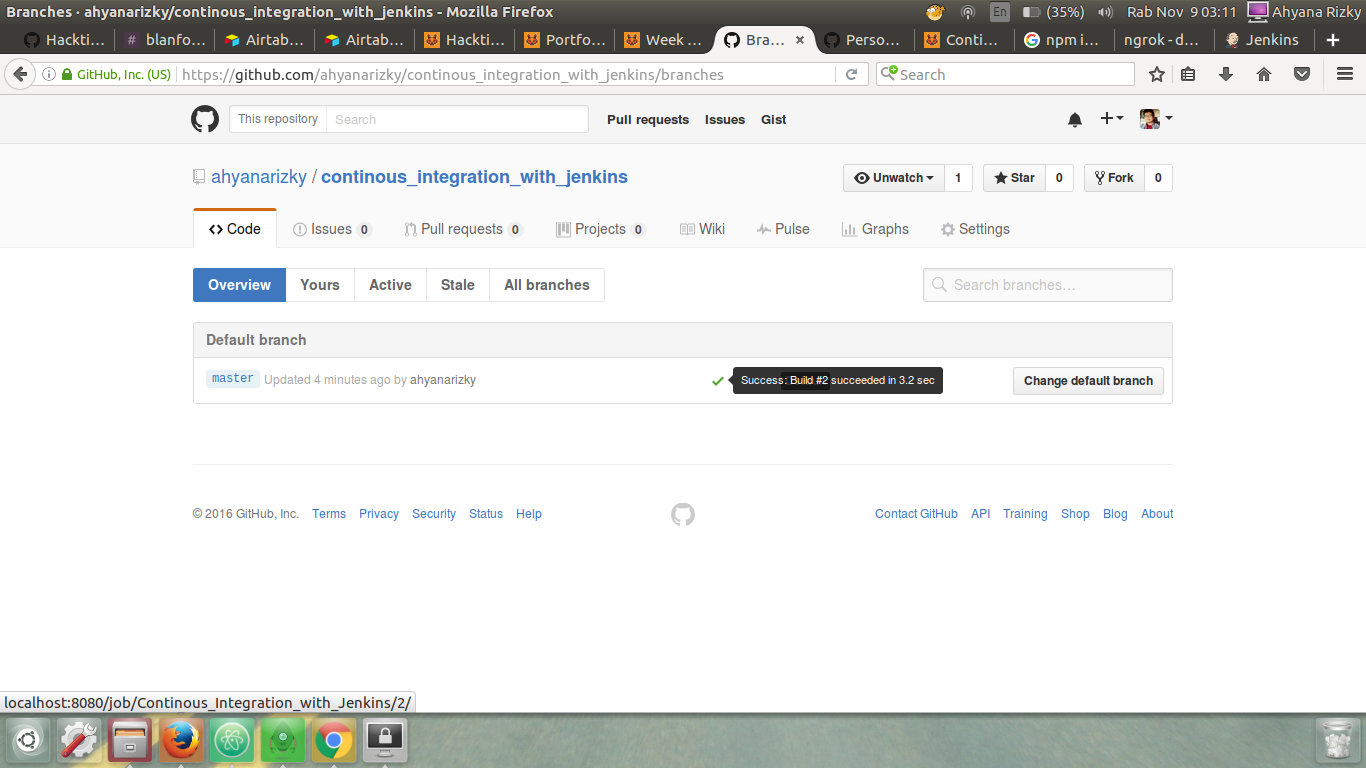 Branches · ahyanarizky/continous_integration_with_jenkins - Mozilla Firefox
En (35%) Rab Nov 9 03:11 Ahyana Rizky
Hackti… # blanfo… Airtab… Airtab… Hackti… Portfo… Week … Bra… × Perso… Conti… npm i… ngrok - d… Jenkins +
GitHub, Inc. (US) https://github.com/ahyanarizky/continous_integration_with_jenkins/branches Search
This repository Search Pull requests Issues Gist
ahyanarizky / continous_integration_with_jenkins Unwatch 1 Star 0 Fork 0
Code Issues 0 Pull requests 0 Projects 0 Wiki Pulse Graphs Settings
Overview Yours Active Stale All branches Search branches…
Default branch
master Updated 4 minutes ago by ahyanarizky Success: Build #2 succeeded in 3.2 sec Change default branch
© 2016 GitHub, Inc. Terms Privacy Security Status Help Contact GitHub API Training Shop Blog About
localhost:8080/job/Continous_Integration_with_Jenkins/2/